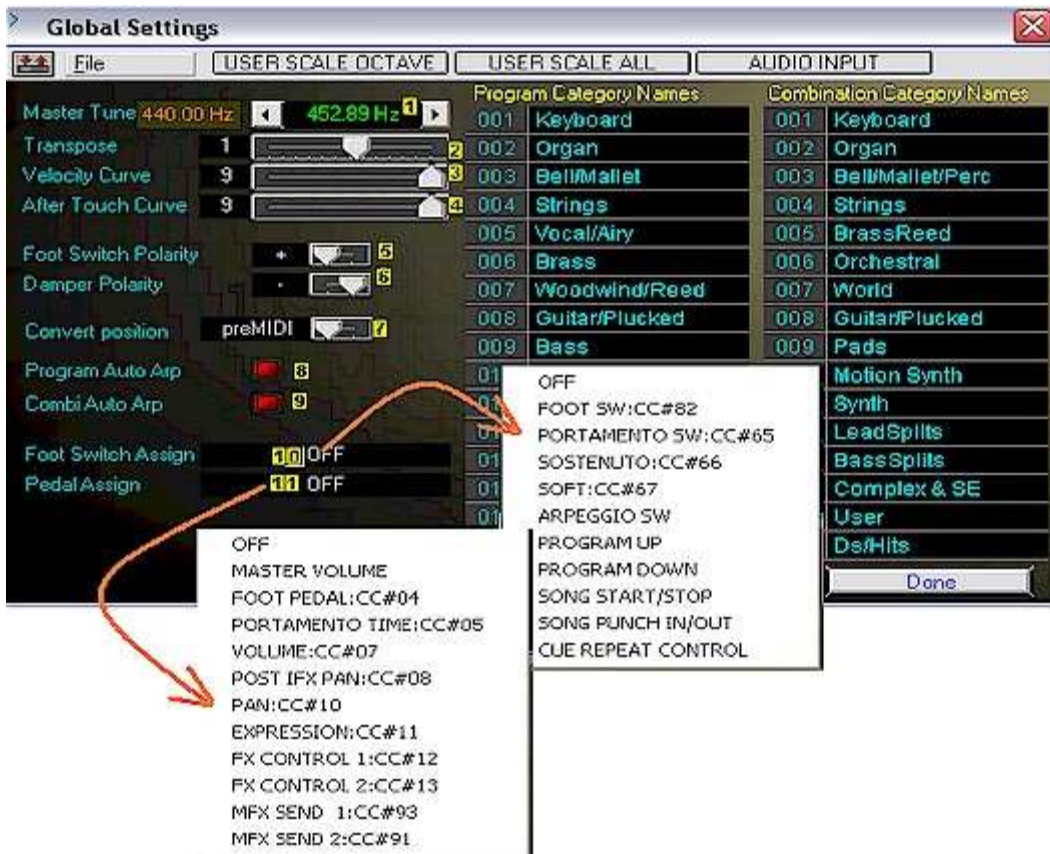 Global Settings
File USER SCALE OCTAVE USER SCALE ALL AUDIO INPUT
Master Tune 440.00 Hz 452.89 Hz 1
Transpose 1 2
Velocity Curve 9 3
After Touch Curve 9 4
Foot Switch Polarity + 5
Damper Polarity - 6
Convert position preMIDI 7
Program Auto Arp 8
Combi Auto Arp 9
Foot Switch Assign 10 OFF
Pedal Assign 11 OFF
Program Category Names
001 Keyboard
002 Organ
003 Bell/Mallet
004 Strings
005 Vocal/Airy
006 Brass
007 Woodwind/Reed
008 Guitar/Plucked
009 Bass
Combination Category Names
001 Keyboard
002 Organ
003 Bell/Mallet/Perc
004 Strings
005 BrassReed
006 Orchestral
007 World
008 Guitar/Plucked
009 Pads
Motion Synth
Synth
LeadSplits
BassSplits
Complex & SE
User
Ds/Hits
Done
OFF
FOOT SW:CC#82
PORTAMENTO SW:CC#65
SOSTENUTO:CC#66
SOFT:CC#67
ARPEGGIO SW
PROGRAM UP
PROGRAM DOWN
SONG START/STOP
SONG PUNCH IN/OUT
CUE REPEAT CONTROL
OFF
MASTER VOLUME
FOOT PEDAL:CC#04
PORTAMENTO TIME:CC#05
VOLUME:CC#07
POST IFX PAN:CC#08
PAN:CC#10
EXPRESSION:CC#11
FX CONTROL 1:CC#12
FX CONTROL 2:CC#13
MFX SEND 1:CC#93
MFX SEND 2:CC#91